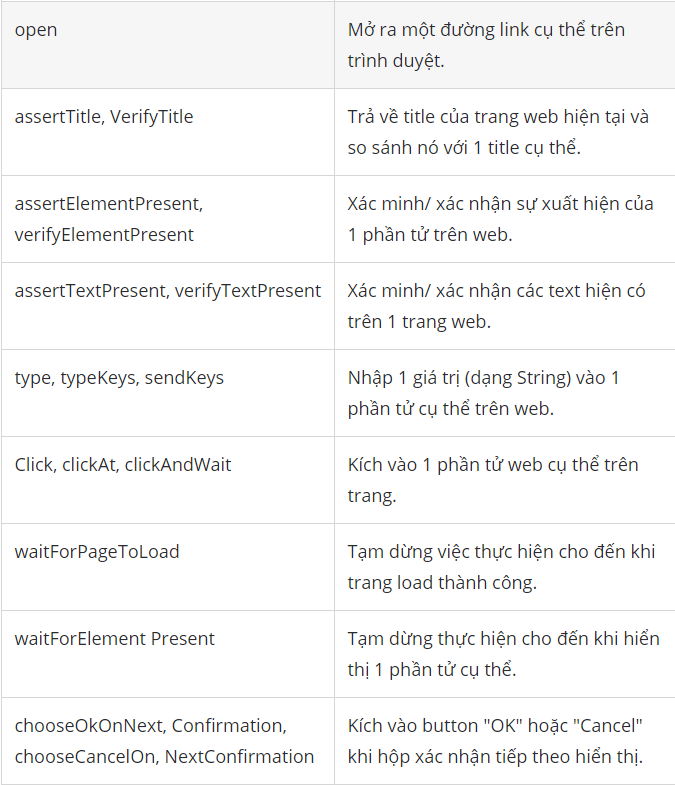 open
Mở ra một đường link cụ thể trên
trình duyệt.
assertTitle, VerifyTitle
Trả về title của trang web hiện tại và
so sánh nó với 1 title cụ thể.
assertElementPresent,
verifyElementPresent
Xác minh/ xác nhận sự xuất hiện của
1 phần tử trên web.
assertTextPresent, verifyTextPresent
Xác minh/ xác nhận các text hiện có
trên 1 trang web.
type, typeKeys, sendKeys
Nhập 1 giá trị (dạng String) vào 1
phần tử cụ thể trên web.
Click, clickAt, clickAndWait
Kích vào 1 phần tử web cụ thể trên
trang.
waitForPageToLoad
Tạm dừng việc thực hiện cho đến khi
trang load thành công.
waitForElement Present
Tạm dừng thực hiện cho đến khi hiển
thị 1 phần tử cụ thể.
chooseOkOnNext, Confirmation,
chooseCancelOn, NextConfirmation
Kích vào button "OK" hoặc "Cancel"
khi hộp xác nhận tiếp theo hiển thị.